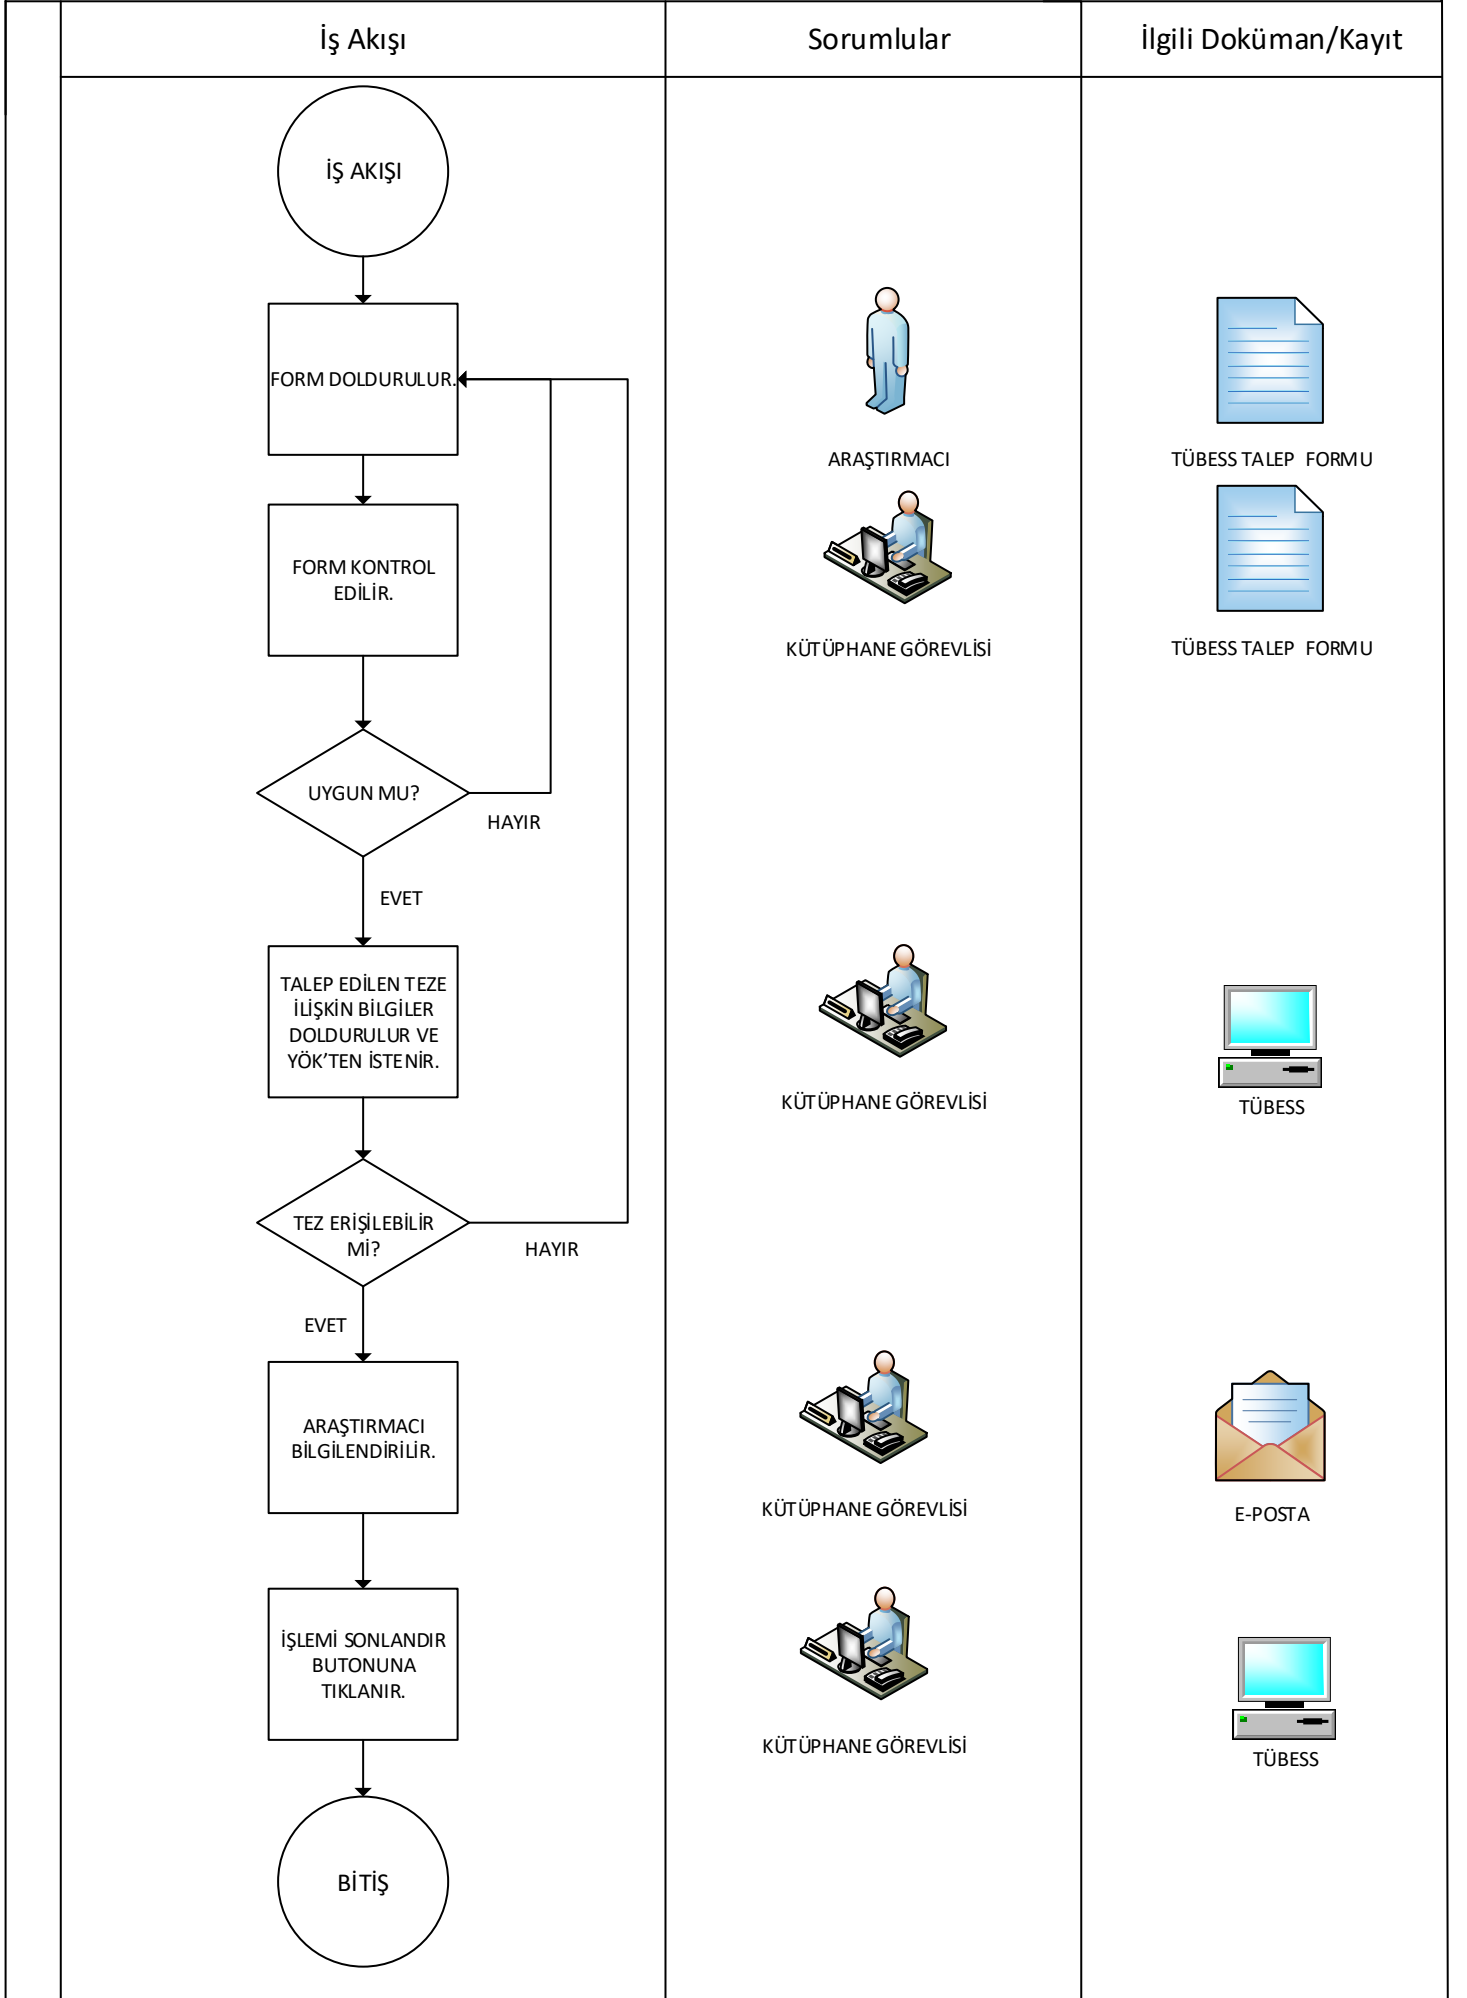 İş Akışı
Sorumlular
İlgili Doküman/Kayıt
İŞ AKIŞI
FORM DOLDURULUR.
ARAŞTIRMACI
TÜBESS TALEP FORMU
FORM KONTROL
EDİLİR.
KÜTÜPHANE GÖREVLİSİ
TÜBESS TALEP FORMU
UYGUN MU?
HAYIR
EVET
TALEP EDİLEN TEZE
İLİŞKİN BİLGİLER
DOLDURULUR VE
YÖK’TEN İSTENİR.
KÜTÜPHANE GÖREVLİSİ
TÜBESS
TEZ ERİŞİLEBİLİR
Mİ?
HAYIR
EVET
ARAŞTIRMACI
BİLGİLENDİRİLİR.
KÜTÜPHANE GÖREVLİSİ
E-POSTA
İŞLEMİ SONLANDIR
BUTONUNA
TIKLANIR.
KÜTÜPHANE GÖREVLİSİ
TÜBESS
BİTİŞ